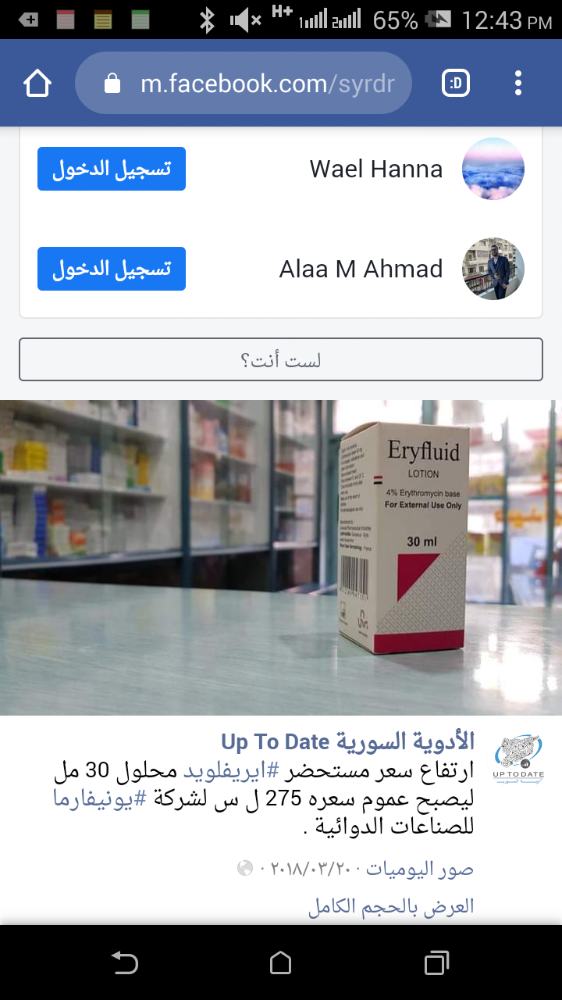 H+
1
2
65%
12:43 PM
m.facebook.com/syrdr
:D
تسجيل الدخول
Wael Hanna
تسجيل الدخول
Alaa M Ahmad
لست أنت؟
Eryfluid
LOTION
4% Erythromycin base
For External Use Only
30 ml
الأدوية السورية Up To Date
UP TO DATE
ارتفاع سعر مستحضر #ايريفلويد محلول 30 مل
ليصبح عموم سعره 275 ل س لشركة #يونيفارما
للصناعات الدوائية .
صور اليوميات · ٢٠١٨/٠٣/٢٠ ·
العرض بالحجم الكامل